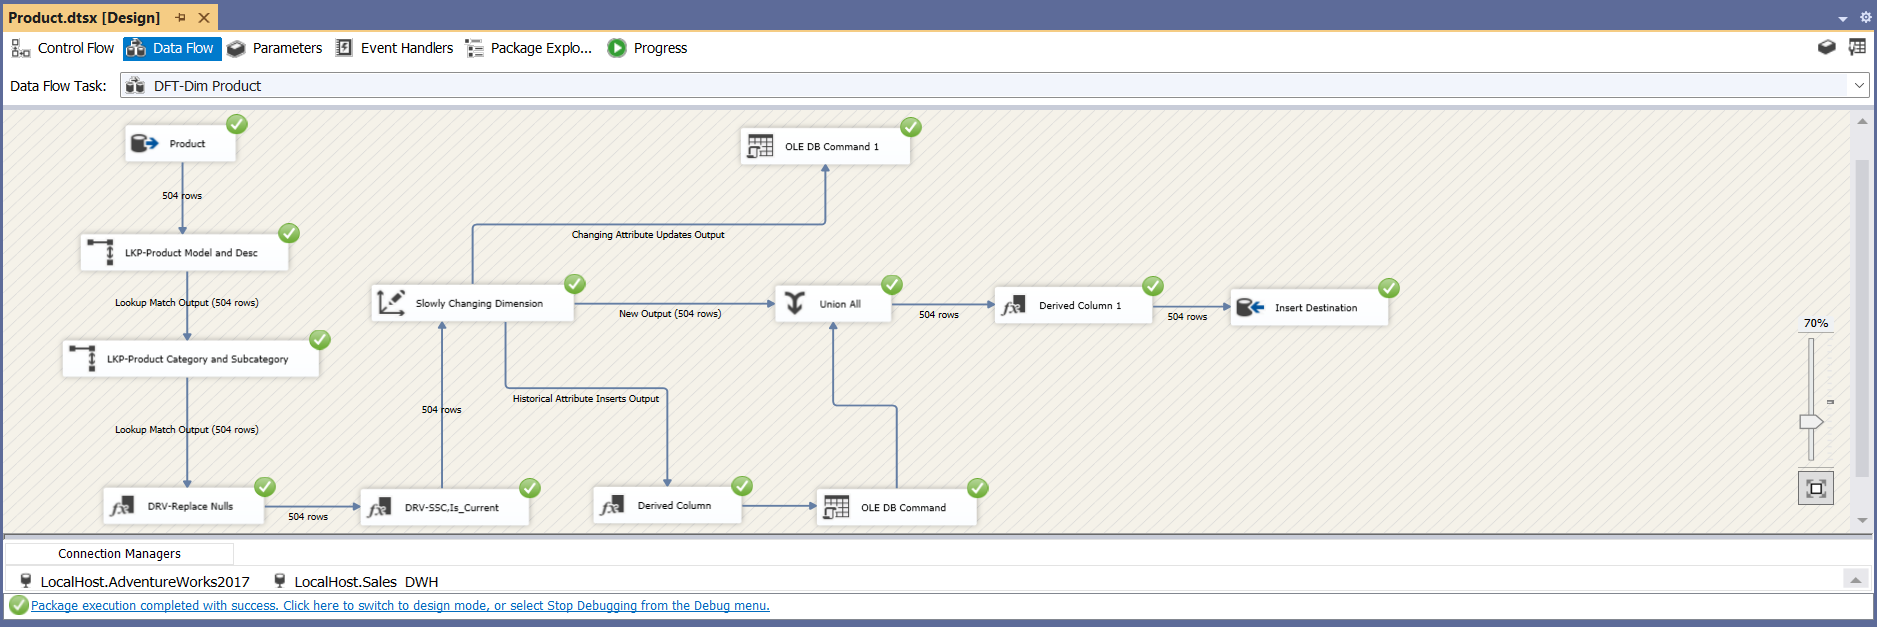 Product.dtsx [Design]
Control Flow Data Flow Parameters Event Handlers Package Explo... Progress
Data Flow Task: DFT-Dim Product
Product
OLE DB Command 1
504 rows
Changing Attribute Updates Output
LKP-Product Model and Desc
Lookup Match Output (504 rows)
Slowly Changing Dimension
New Output (504 rows)
Union All
504 rows
Derived Column 1
504 rows
Insert Destination
70%
LKP-Product Category and Subcategory
Historical Attribute Inserts Output
504 rows
Lookup Match Output (504 rows)
DRV-Replace Nulls
504 rows
DRV-SSC,Is_Current
Derived Column
OLE DB Command
Connection Managers
LocalHost.AdventureWorks2017 LocalHost.Sales_DWH
Package execution completed with success. Click here to switch to design mode, or select Stop Debugging from the Debug menu.